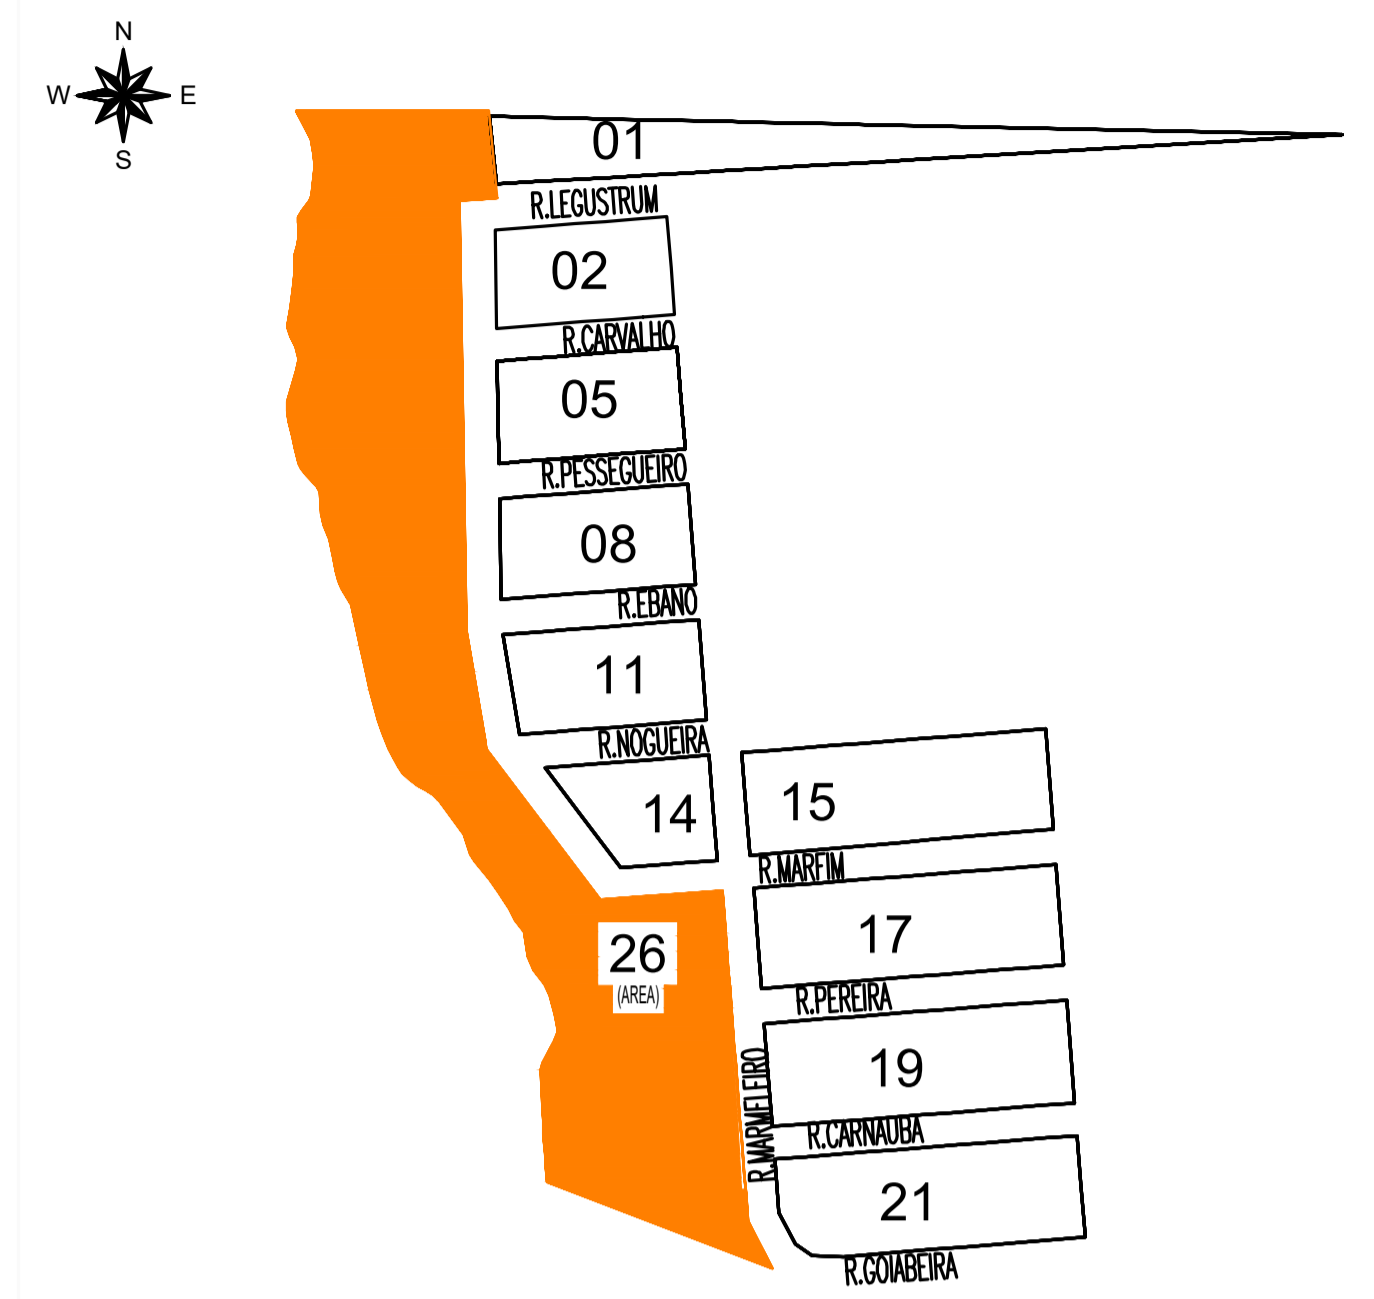 N
W E
S
01
R.LEGUSTRUM
02
R.CARVALHO
05
R.PESSEGUEIRO
08
R.EBANO
11
R.NOGUEIRA
14
15
R.MARFIM
17
26
(AREA)
R.PEREIRA
R.MARMELEIRO
19
R.CARNAUBA
21
R.GOIABEIRA